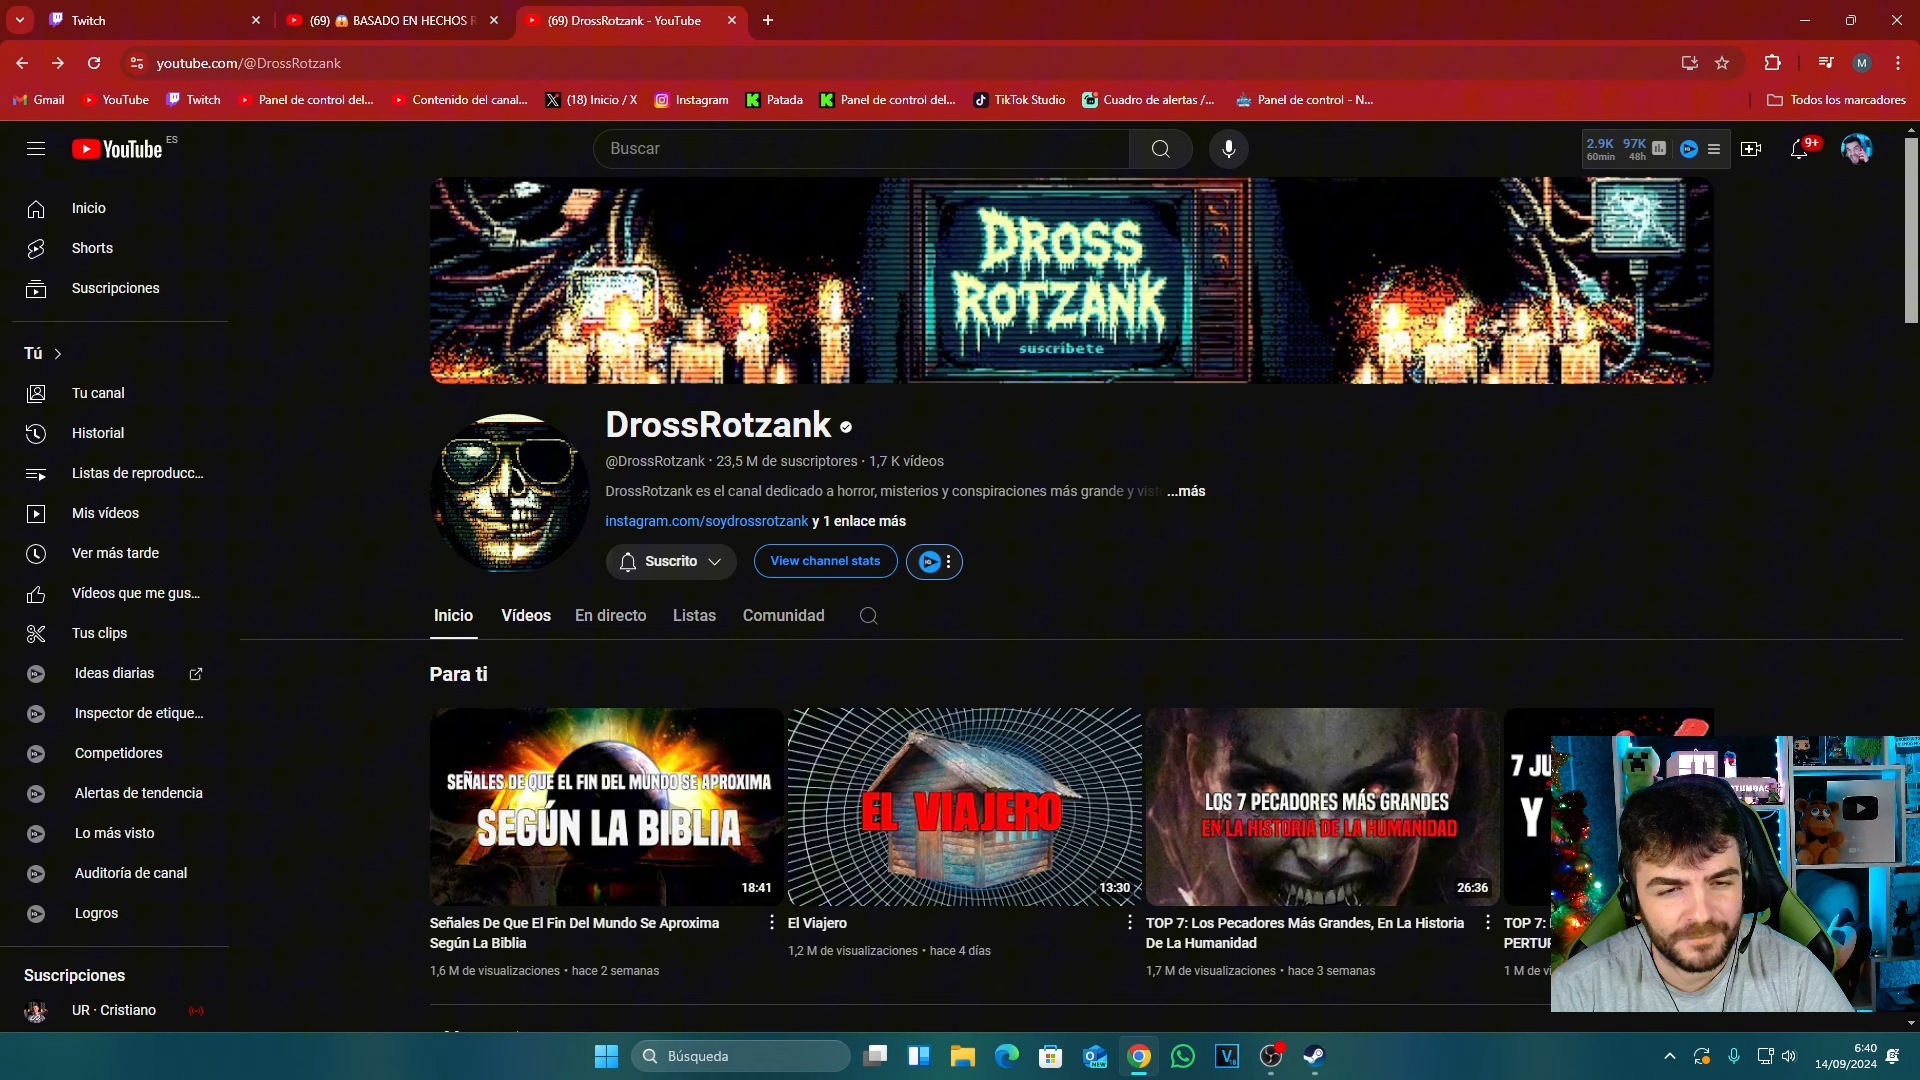 Twitch
(69) 😱 BASADO EN HECHOS R
(69) DrossRotzank - YouTube
youtube.com/@DrossRotzank
M
Gmail
YouTube
Twitch
Panel de control del...
Contenido del canal...
(18) Inicio / X
Instagram
Patada
Panel de control del...
TikTok Studio
Cuadro de alertas /...
Panel de control - N...
Todos los marcadores
YouTube ES
Buscar
2.9K 97K
60min 48h
9+
Inicio
Shorts
Suscripciones
Tú
Tu canal
Historial
Listas de reproducc...
Mis vídeos
Ver más tarde
Vídeos que me gus...
Tus clips
Ideas diarias
Inspector de etique...
Competidores
Alertas de tendencia
Lo más visto
Auditoría de canal
Logros
Suscripciones
UR · Cristiano
DROSS
ROTZANK
suscríbete
DrossRotzank
@DrossRotzank · 23,5 M de suscriptores · 1,7 K vídeos
DrossRotzank es el canal dedicado a horror, misterios y conspiraciones más grande y visto ...más
instagram.com/soydrossrotzank y 1 enlace más
Suscrito
View channel stats
Inicio
Vídeos
En directo
Listas
Comunidad
Para ti
SEÑALES DE QUE EL FIN DEL MUNDO SE APROXIMA
SEGÚN LA BIBLIA
18:41
Señales De Que El Fin Del Mundo Se Aproxima
Según La Biblia
1,6 M de visualizaciones · hace 2 semanas
EL VIAJERO
13:30
El Viajero
1,2 M de visualizaciones · hace 4 días
LOS 7 PECADORES MÁS GRANDES
EN LA HISTORIA DE LA HUMANIDAD
26:36
TOP 7: Los Pecadores Más Grandes, En La Historia
De La Humanidad
1,7 M de visualizaciones · hace 3 semanas
7 JU
Y
TOP 7:
PERTUR
1 M de vi
Búsqueda
6:40
14/09/2024